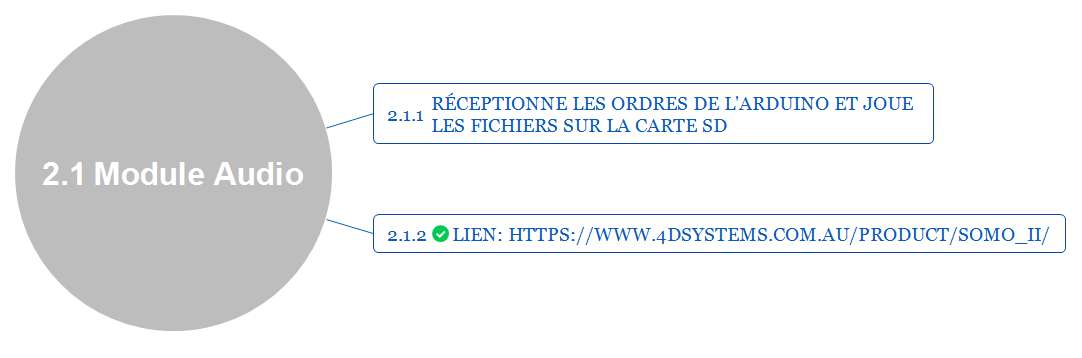 2.1 Module Audio
2.1.1 RÉCEPTIONNE LES ORDRES DE L'ARDUINO ET JOUE
LES FICHIERS SUR LA CARTE SD
2.1.2 LIEN: HTTPS://WWW.4DSYSTEMS.COM.AU/PRODUCT/SOMO_II/